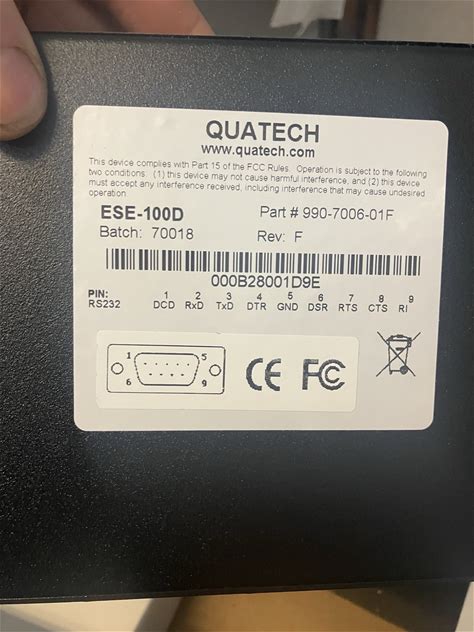 QUATECH
www.quatech.com
This device complies with Part 15 of the FCC Rules. Operation is subject to the following
two conditions: (1) this device may not cause harmful interference, and (2) this device
must accept any interference received, including interference that may cause undesired
operation
ESE-100D Part # 990-7006-01F
Batch: 70018 Rev: F
000B28001D9E
PIN: 1 2 3 4 5 6 7 8 9
RS232 DCD RxD TxD DTR GND DSR RTS CTS RI
1 5
6 9
CE FC